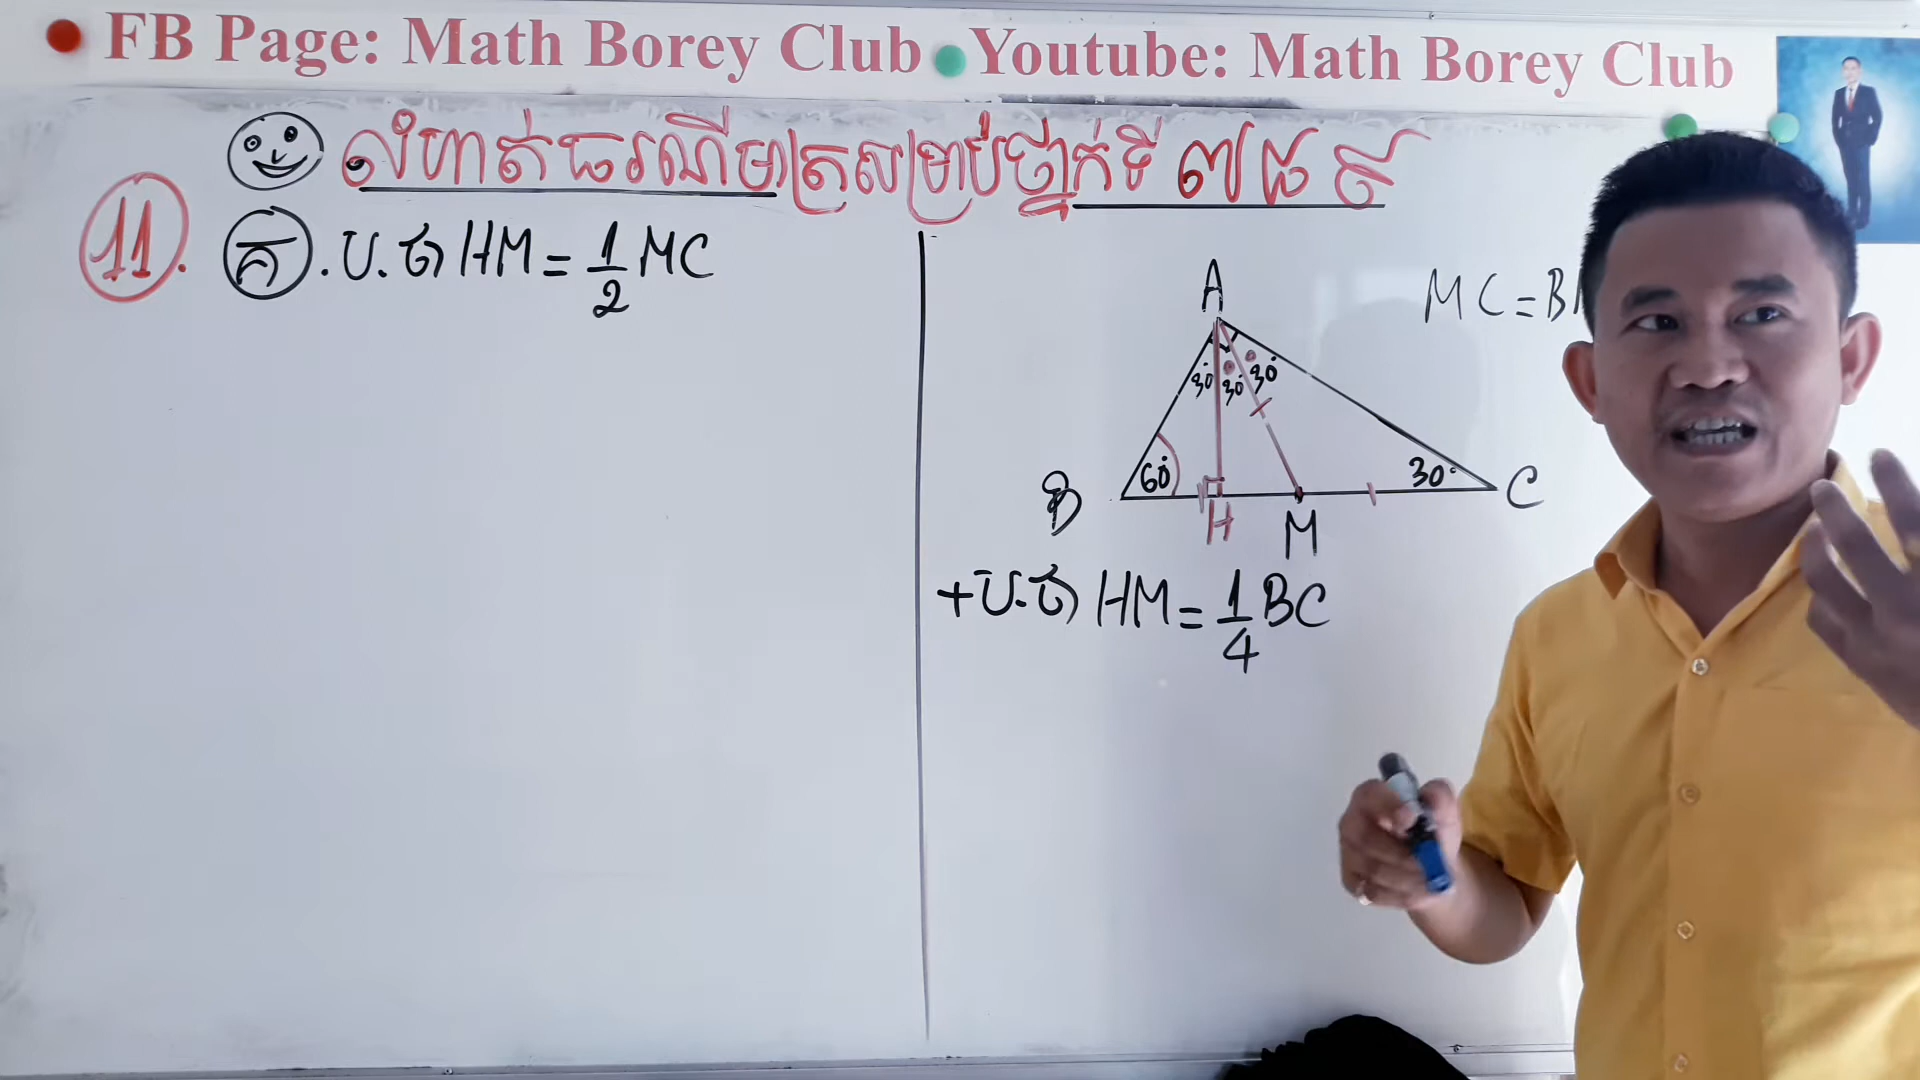 FB Page: Math Borey Club Youtube: Math Borey Club
លំហាត់ធរណីមាត្រសម្រាប់ថ្នាក់ទី ៧ ៨ ៩
11. គ. ប.ថា HM = 1/2 MC
A
MC = B
30° 30° 30°
B 60° H M 30° C
+ ប.ថា HM = 1/4 BC